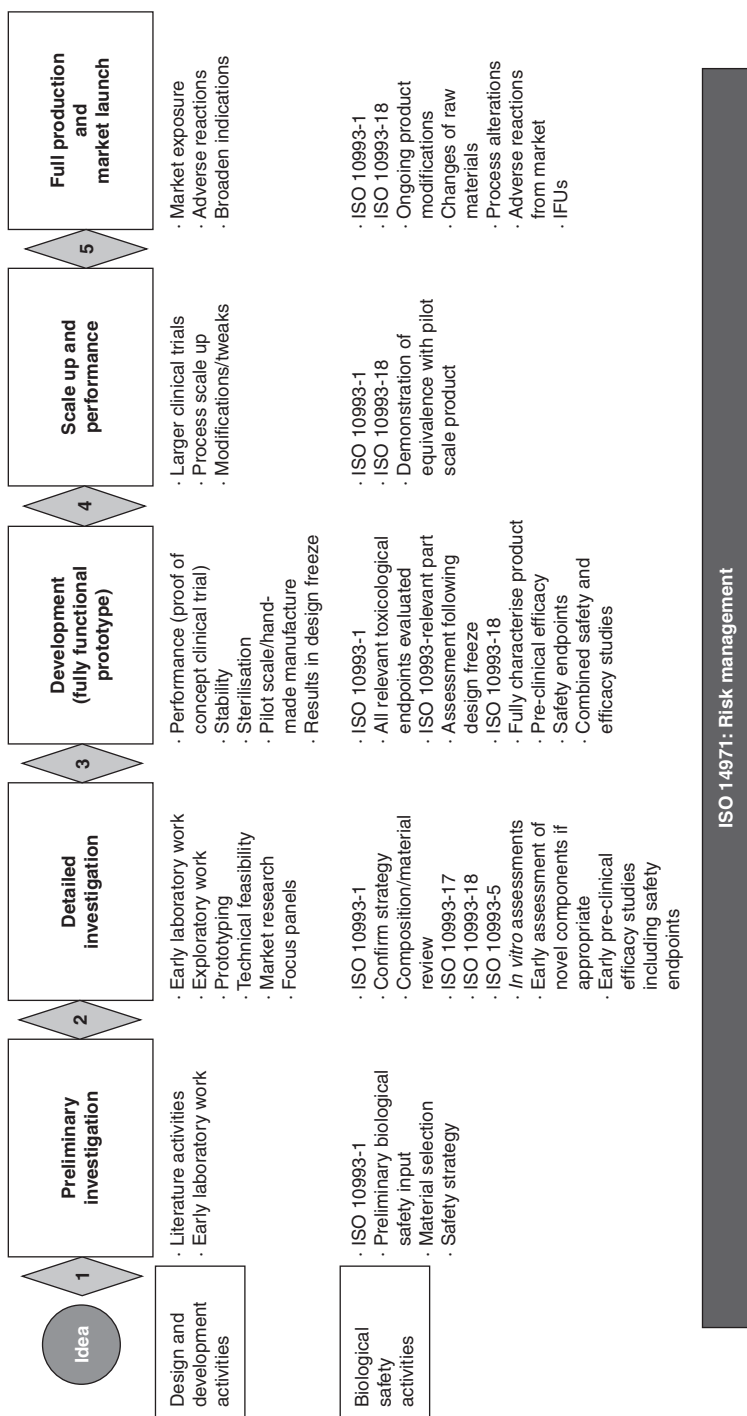 Idea
1
Preliminary
investigation
2
Detailed
investigation
3
Development
(fully functional
prototype)
4
Scale up and
performance
5
Full production
and
market launch
Design and
development
activities
· Literature activities
· Early laboratory work
· Early laboratory work
· Exploratory work
· Prototyping
· Technical feasibility
· Market research
· Focus panels
· Performance (proof of
concept clinical trial)
· Stability
· Sterilisation
· Pilot scale/hand-
made manufacture
· Results in design freeze
· Larger clinical trials
· Process scale up
· Modifications/tweaks
· Market exposure
· Adverse reactions
· Broaden indications
Biological
safety
activities
· ISO 10993-1
· Preliminary biological
safety input
· Material selection
· Safety strategy
· ISO 10993-1
· Confirm strategy
· Composition/material
review
· ISO 10993-17
· ISO 10993-18
· ISO 10993-5
· In vitro assessments
· Early assessment of
novel components if
appropriate
· Early pre-clinical
efficacy studies
including safety
endpoints
· ISO 10993-1
· All relevant toxicological
endpoints evaluated
· ISO 10993-relevant part
· Assessment following
design freeze
· ISO 10993-18
· Fully characterise product
· Pre-clinical efficacy
· Safety endpoints
· Combined safety and
efficacy studies
· ISO 10993-1
· ISO 10993-18
· Demonstration of
equivalence with pilot
scale product
· ISO 10993-1
· ISO 10993-18
· Ongoing product
modifications
· Changes of raw
materials
· Process alterations
· Adverse reactions
from market
· IFUs
ISO 14971: Risk management